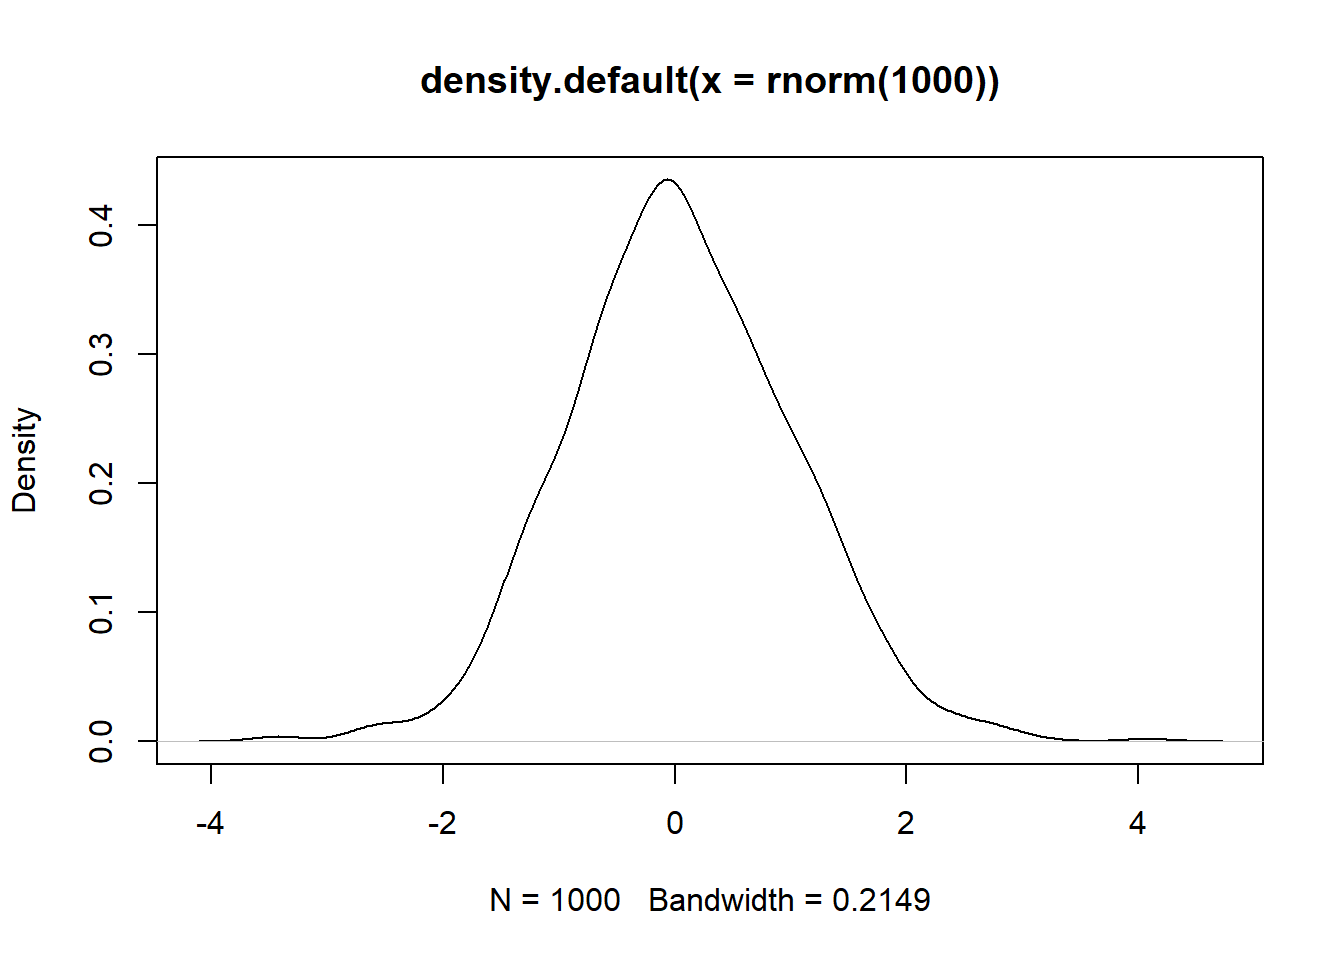 density.default(x = rnorm(1000))
Density
0.4
0.3
0.2
0.1
0.0
-4 -2 0 2 4
N = 1000 Bandwidth = 0.2149